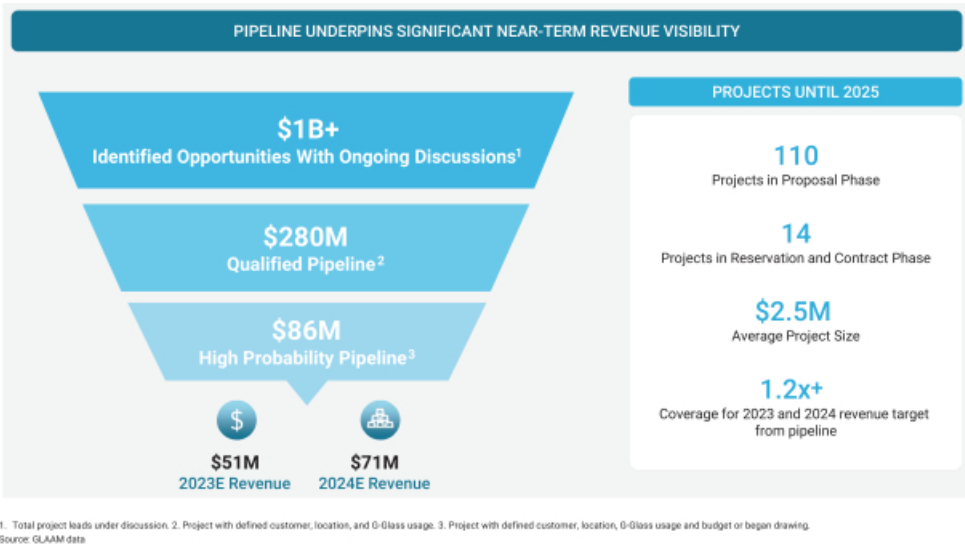 PIPELINE UNDERPINS SIGNIFICANT NEAR-TERM REVENUE VISIBILITY
$1B+
Identified Opportunities With Ongoing Discussions1
$280M
Qualified Pipeline2
$86M
High Probability Pipeline3
$
$51M
2023E Revenue
$71M
2024E Revenue
PROJECTS UNTIL 2025
110
Projects in Proposal Phase
14
Projects in Reservation and Contract Phase
$2.5M
Average Project Size
1.2x+
Coverage for 2023 and 2024 revenue target
from pipeline
1. Total project leads under discussion. 2. Project with defined customer, location, and G-Glass usage. 3. Project with defined customer, location, G-Glass usage and budget or began drawing.
Source: GLAAM data